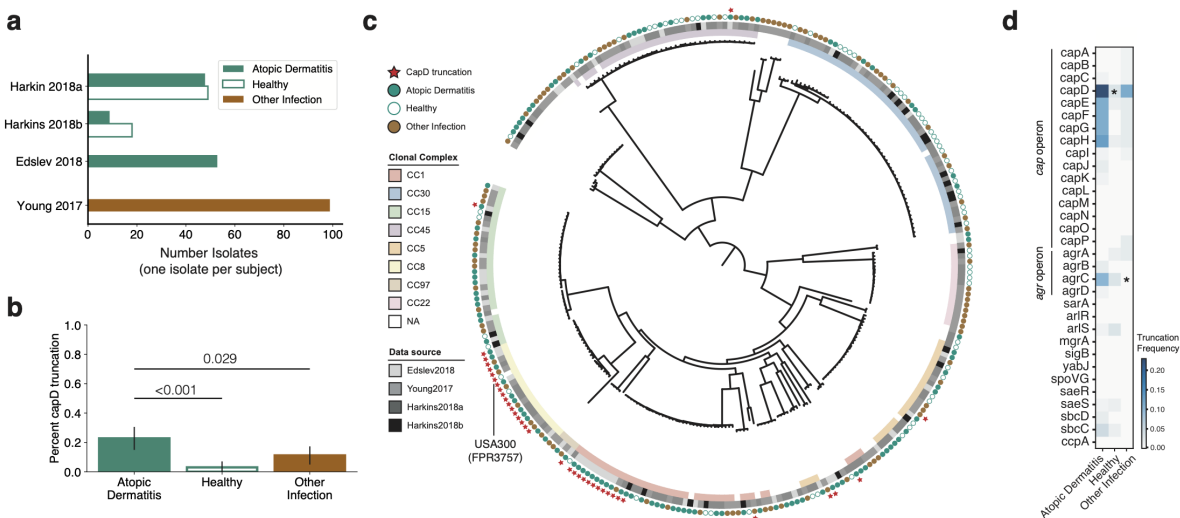 a
Atopic Dermatitis
Healthy
Other Infection
Harkin 2018a
Harkins 2018b
Edslev 2018
Young 2017
0 20 40 60 80 100
Number Isolates
(one isolate per subject)
b
Percent capD truncation
1.0
0.8
0.6
0.4
0.2
0.0
0.029
<0.001
Atopic
Dermatitis
Healthy
Other
Infection
c
CapD truncation
Atopic Dermatitis
Healthy
Other Infection
Clonal Complex
CC1
CC30
CC15
CC45
CC5
CC8
CC97
CC22
NA
Data source
Edslev2018
Young2017
Harkins2018a
Harkins2018b
USA300
(FPR3757)
d
cap operon
agr operon
capA
capB
capC
capD
capE
capF
capG
capH
capI
capJ
capK
capL
capM
capN
capO
capP
agrA
agrB
agrC
agrD
sarA
arlR
arlS
mgrA
sigB
yabJ
spoVG
saeR
saeS
sbcD
sbcC
ccpA
*
*
Atopic Dermatitis
Healthy
Other Infection
Truncation
Frequency
0.20
0.15
0.10
0.05
0.00